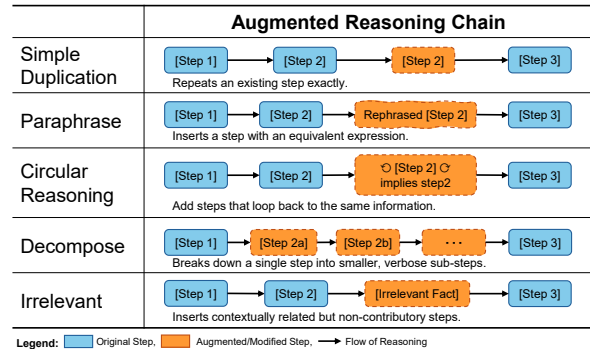 Augmented Reasoning Chain
Simple
Duplication
[Step 1] [Step 2] [Step 2] [Step 3]
Repeats an existing step exactly.
Paraphrase
[Step 1] [Step 2] Rephrased [Step 2] [Step 3]
Inserts a step with an equivalent expression.
Circular
Reasoning
[Step 1] [Step 2] [Step 2] [Step 3]
implies step2
Add steps that loop back to the same information.
Decompose
[Step 1] [Step 2a] [Step 2b] ... [Step 3]
Breaks down a single step into smaller, verbose sub-steps.
Irrelevant
[Step 1] [Step 2] [Irrelevant Fact] [Step 3]
Inserts contextually related but non-contributory steps.
Legend: Original Step, Augmented/Modified Step, Flow of Reasoning